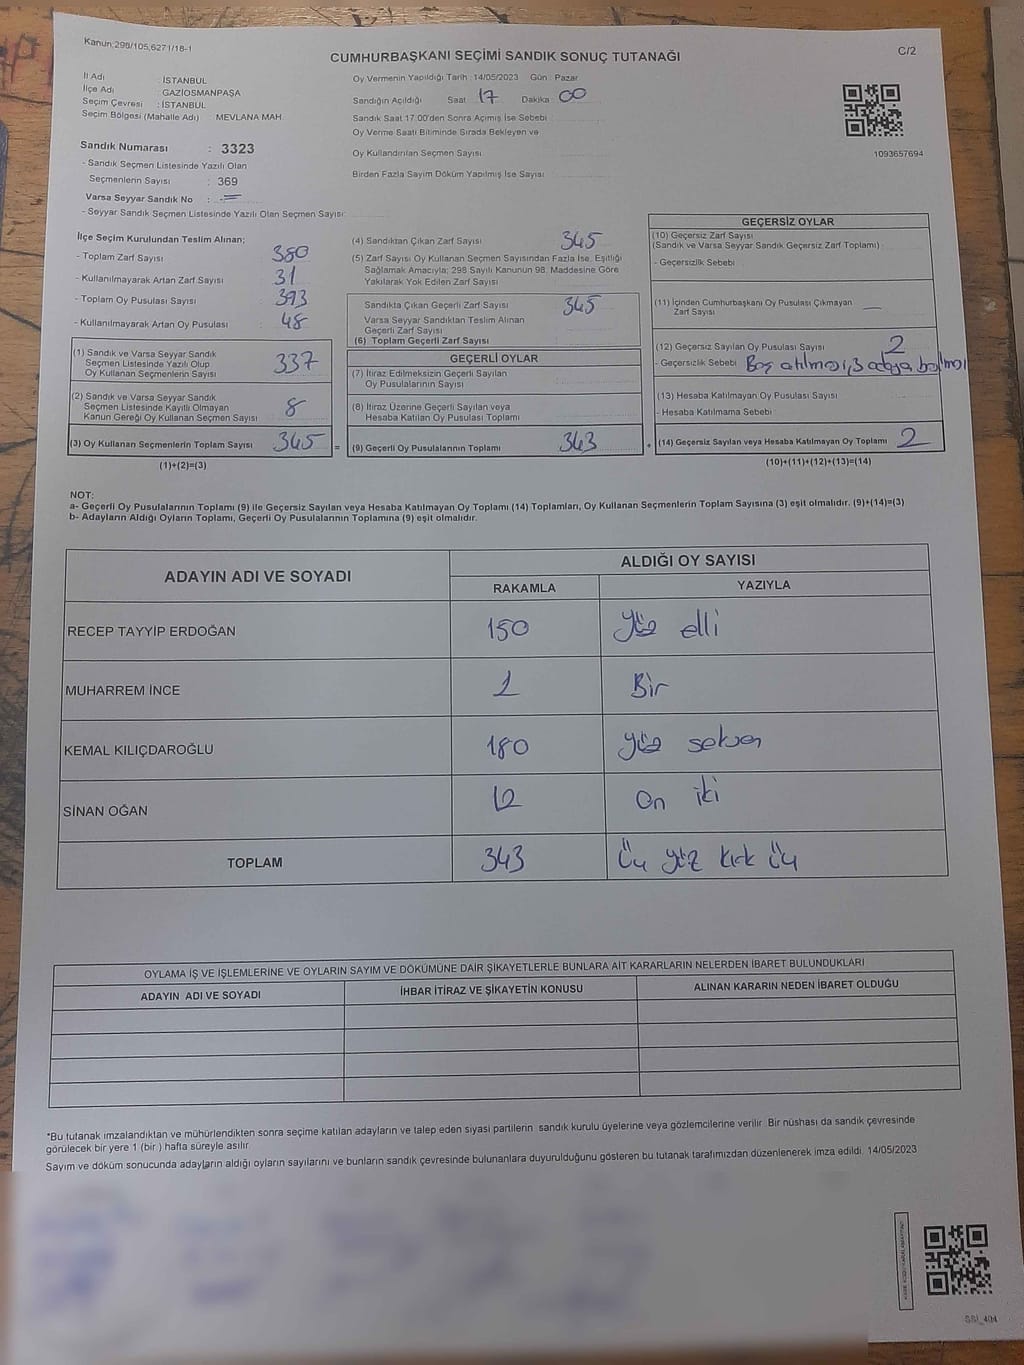 Kanun:298/105,6271/18-1
C/2
CUMHURBAŞKANI SEÇİMİ SANDIK SONUÇ TUTANAĞI
İl Adı : İSTANBUL
İlçe Adı : GAZİOSMANPAŞA
Seçim Çevresi : İSTANBUL
Seçim Bölgesi (Mahalle Adı) MEVLANA MAH.
Sandık Numarası : 3323
- Sandık Seçmen Listesinde Yazılı Olan
Seçmenlerin Sayısı : 369
Varsa Seyyar Sandık No : =
- Seyyar Sandık Seçmen Listesinde Yazılı Olan Seçmen Sayısı:
Oy Vermenin Yapıldığı Tarih : 14/05/2023 Gün : Pazar
Sandığın Açıldığı Saat 17 Dakika 00
Sandık Saat 17:00'den Sonra Açımış İse Sebebi
Oy Verme Saati Bitiminde Sırada Bekleyen ve
Oy Kullandırılan Seçmen Sayısı
Birden Fazla Sayım Döküm Yapılmış İse Sayısı
1093657694
İlçe Seçim Kurulundan Teslim Alınan;
- Toplam Zarf Sayısı : 380
- Kullanılmayarak Artan Zarf Sayısı : 31
- Toplam Oy Pusulası Sayısı : 393
- Kullanılmayarak Artan Oy Pusulası : 48
(1) Sandık ve Varsa Seyyar Sandık
Seçmen Listesinde Yazılı Olup
Oy Kullanan Seçmenlerin Sayısı 337
(2) Sandık ve Varsa Seyyar Sandık
Seçmen Listesinde Kayıtlı Olmayan
Kanun Gereği Oy Kullanan Seçmen Sayısı 8
(3) Oy Kullanan Seçmenlerin Toplam Sayısı 345 =
(1)+(2)=(3)
(4) Sandıktan Çıkan Zarf Sayısı 345
(5) Zarf Sayısı Oy Kullanan Seçmen Sayısından Fazla İse, Eşitliği
Sağlamak Amacıyla; 298 Sayılı Kanunun 98. Maddesine Göre
Yakılarak Yok Edilen Zarf Sayısı
Sandıkta Çıkan Geçerli Zarf Sayısı 345
Varsa Seyyar Sandıktan Teslim Alınan
Geçerli Zarf Sayısı
(6) Toplam Geçerli Zarf Sayısı
GEÇERLİ OYLAR
(7) İtiraz Edilmeksizin Geçerli Sayılan
Oy Pusulalarının Sayısı
(8) İtiraz Üzerine Geçerli Sayılan veya
Hesaba Katılan Oy Pusulası Toplamı
(9) Geçerli Oy Pusulalarının Toplamı 343 +
GEÇERSİZ OYLAR
(10) Geçersiz Zarf Sayısı
(Sandık ve Varsa Seyyar Sandık Geçersiz Zarf Toplamı)
- Geçersizlik Sebebi
(11) İçinden Cumhurbaşkanı Oy Pusulası Çıkmayan
Zarf Sayısı —
(12) Geçersiz Sayılan Oy Pusulası Sayısı 2
- Geçersizlik Sebebi Boş atılması, 3 adaya
(13) Hesaba Katılmayan Oy Pusulası Sayısı
- Hesaba Katılmama Sebebi
(14) Geçersiz Sayılan veya Hesaba Katılmayan Oy Toplamı 2
(10)+(11)+(12)+(13)=(14)
NOT:
a- Geçerli Oy Pusulalarının Toplamı (9) ile Geçersiz Sayılan veya Hesaba Katılmayan Oy Toplamı (14) Toplamları, Oy Kullanan Seçmenlerin Toplam Sayısına (3) eşit olmalıdır. (9)+(14)=(3)
b- Adayların Aldığı Oyların Toplamı, Geçerli Oy Pusulalarının Toplamına (9) eşit olmalıdır.
ADAYIN ADI VE SOYADI
ALDIĞI OY SAYISI
RAKAMLA YAZIYLA
RECEP TAYYİP ERDOĞAN 150 yüz elli
MUHARREM İNCE 1 Bir
KEMAL KILIÇDAROĞLU 180 yüz seksen
SİNAN OĞAN 12 On iki
TOPLAM 343 Üç yüz kırk üç
OYLAMA İŞ VE İŞLEMLERİNE VE OYLARIN SAYIM VE DÖKÜMÜNE DAİR ŞİKAYETLERLE BUNLARA AİT KARARLARIN NELERDEN İBARET BULUNDUKLARI
ADAYIN ADI VE SOYADI
İHBAR İTİRAZ VE ŞİKAYETİN KONUSU
ALINAN KARARIN NEDEN İBARET OLDUĞU
*Bu tutanak imzalandıktan ve mühürlendikten sonra seçime katılan adayların ve talep eden siyasi partilerin sandık kurulu üyelerine veya gözlemcilerine verilir. Bir nüshası da sandık çevresinde
görülecek bir yere 1 (bir ) hafta süreyle asılır.
Sayım ve döküm sonucunda adayların aldığı oyların sayılarını ve bunların sandık çevresinde bulunanlara duyurulduğunu gösteren bu tutanak tarafımızdan düzenlenerek imza edildi. 14/05/2023